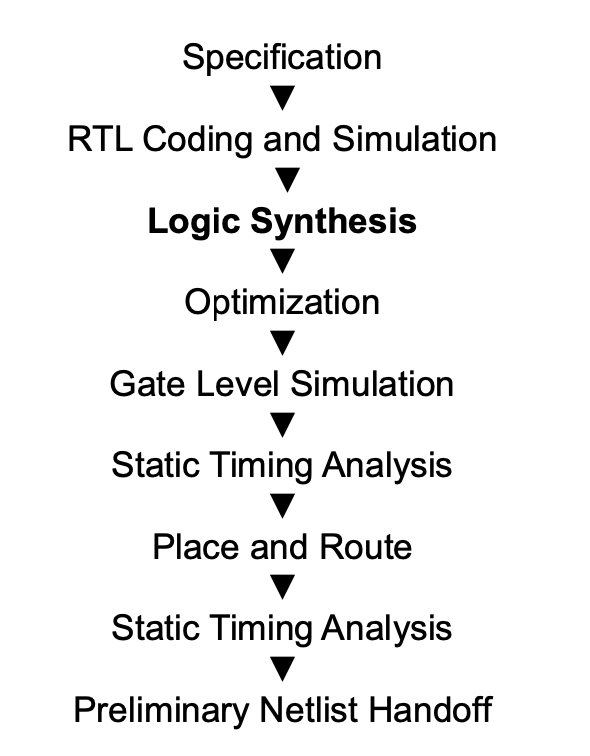 Specification
RTL Coding and Simulation
Logic Synthesis
Optimization
Gate Level Simulation
Static Timing Analysis
Place and Route
Static Timing Analysis
Preliminary Netlist Handoff